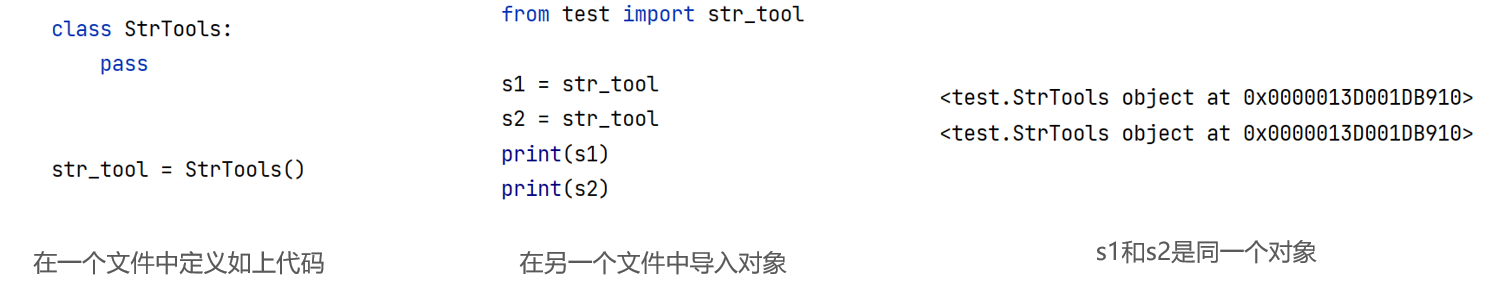 class StrTools:
    pass
str_tool = StrTools()
在一个文件中定义如上代码
from test import str_tool
s1 = str_tool
s2 = str_tool
print(s1)
print(s2)
在另一个文件中导入对象
<test.StrTools object at 0x0000013D001DB910>
<test.StrTools object at 0x0000013D001DB910>
s1和s2是同一个对象